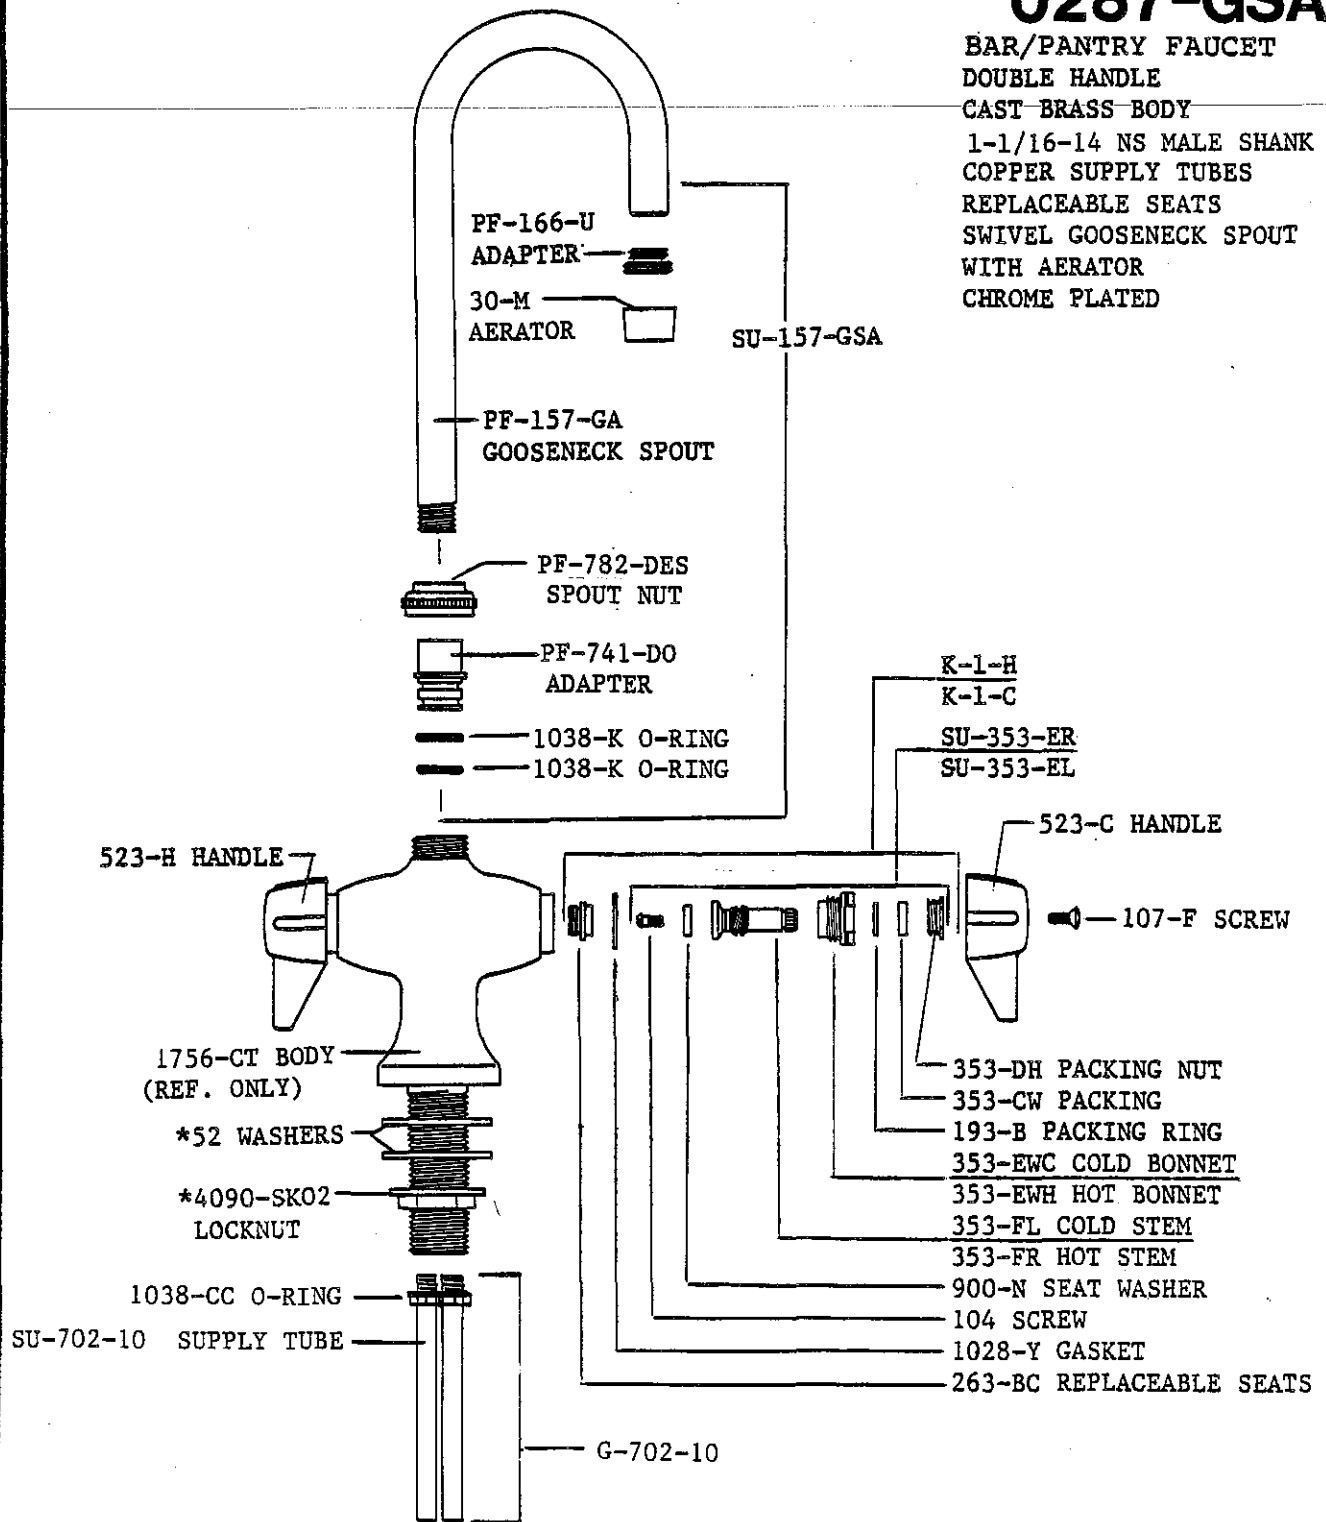 0287-GSA
BAR/PANTRY FAUCET
DOUBLE HANDLE
CAST BRASS BODY
1-1/16-14 NS MALE SHANK
COPPER SUPPLY TUBES
REPLACEABLE SEATS
SWIVEL GOOSENECK SPOUT
WITH AERATOR
CHROME PLATED
PF-166-U
ADAPTER
30-M
AERATOR
SU-157-GSA
PF-157-GA
GOOSENECK SPOUT
PF-782-DES
SPOUT NUT
PF-741-DO
ADAPTER
1038-K O-RING
1038-K O-RING
K-1-H
K-1-C
SU-353-ER
SU-353-EL
523-C HANDLE
523-H HANDLE
107-F SCREW
1756-CT BODY
(REF. ONLY)
*52 WASHERS
*4090-SKO2
LOCKNUT
1038-CC O-RING
SU-702-10 SUPPLY TUBE
G-702-10
353-DH PACKING NUT
353-CW PACKING
193-B PACKING RING
353-EWC COLD BONNET
353-EWH HOT BONNET
353-FL COLD STEM
353-FR HOT STEM
900-N SEAT WASHER
104 SCREW
1028-Y GASKET
263-BC REPLACEABLE SEATS